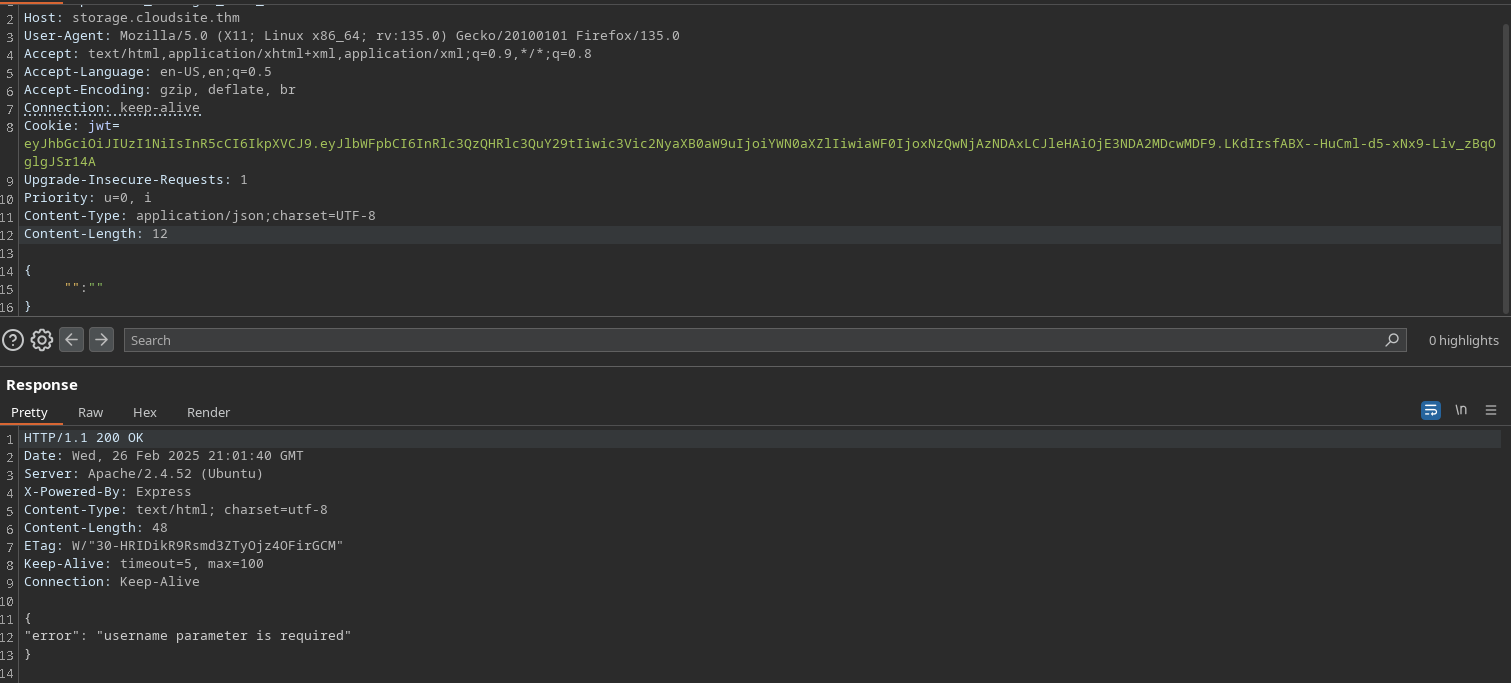 2 Host: storage.cloudsite.thm
3 User-Agent: Mozilla/5.0 (X11; Linux x86_64; rv:135.0) Gecko/20100101 Firefox/135.0
4 Accept: text/html,application/xhtml+xml,application/xml;q=0.9,*/*;q=0.8
5 Accept-Language: en-US,en;q=0.5
6 Accept-Encoding: gzip, deflate, br
7 Connection: keep-alive
8 Cookie: jwt=
eyJhbGciOiJIUzI1NiIsInR5cCI6IkpXVCJ9.eyJlbWFpbCI6InRlc3QzQHRlc3QuY29tIiwic3Vic2NyaXB0aW9uIjoiYWN0aXZlIiwiaWF0IjoxNzQwNjAzNDAxLCJleHAiOjE3NDA2MDcwMDF9.LKdIrsfABX--HuCml-d5-xNx9-Liv_zBqO
glgJSr14A
9 Upgrade-Insecure-Requests: 1
10 Priority: u=0, i
11 Content-Type: application/json;charset=UTF-8
12 Content-Length: 12
13
14 {
15 "":""
16 }
Search
0 highlights
Response
Pretty Raw Hex Render
\n
1 HTTP/1.1 200 OK
2 Date: Wed, 26 Feb 2025 21:01:40 GMT
3 Server: Apache/2.4.52 (Ubuntu)
4 X-Powered-By: Express
5 Content-Type: text/html; charset=utf-8
6 Content-Length: 48
7 ETag: W/"30-HRIDikR9Rsmd3ZTyOjz4OFirGCM"
8 Keep-Alive: timeout=5, max=100
9 Connection: Keep-Alive
10
11 {
12 "error": "username parameter is required"
13 }
14